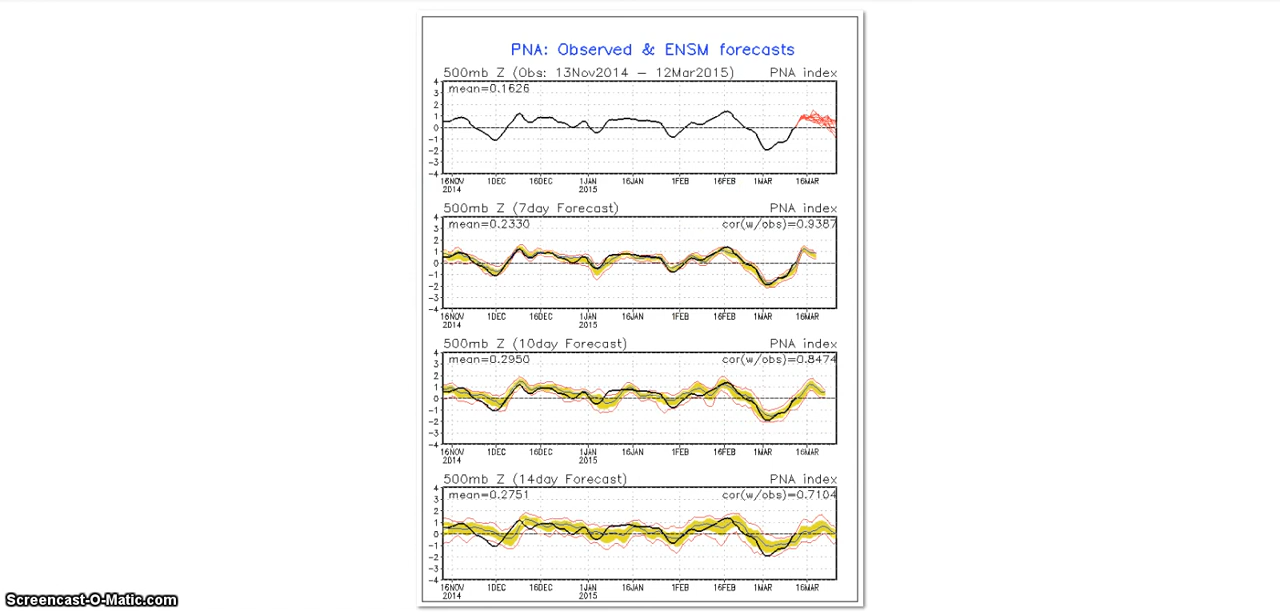 PNA: Observed & ENSM forecasts
500mb Z (Obs: 13Nov2014 – 12Mar2015) PNA index
mean=0.1626
4
3
2
1
0
-1
-2
-3
-4
16NOV 1DEC 16DEC 1JAN 16JAN 1FEB 16FEB 1MAR 16MAR
2014 2015
500mb Z (7day Forecast) PNA index
mean=0.2330 cor(w/obs)=0.9387
4
3
2
1
0
-1
-2
-3
-4
16NOV 1DEC 16DEC 1JAN 16JAN 1FEB 16FEB 1MAR 16MAR
2014 2015
500mb Z (10day Forecast) PNA index
mean=0.2950 cor(w/obs)=0.8474
4
3
2
1
0
-1
-2
-3
-4
16NOV 1DEC 16DEC 1JAN 16JAN 1FEB 16FEB 1MAR 16MAR
2014 2015
500mb Z (14day Forecast) PNA index
mean=0.2751 cor(w/obs)=0.7104
4
3
2
1
0
-1
-2
-3
-4
16NOV 1DEC 16DEC 1JAN 16JAN 1FEB 16FEB 1MAR 16MAR
2014 2015
Screencast-O-Matic.com